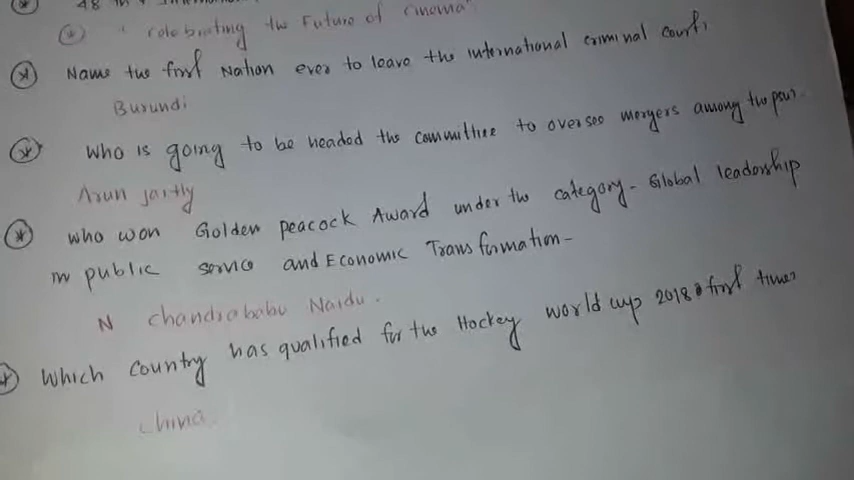 48 th
" celebrating the Future of cinema"
Name the first Nation ever to leave the international criminal court.
Burundi
Who is going to be headed the committee to oversee mergers among the psu's.
Arun jaitly
who won Golden peacock Award under the category - Global leadership
in public service and Economic Transformation -
N chandrababu Naidu.
Which country has qualified for the Hockey world cup 2018 first time?
china